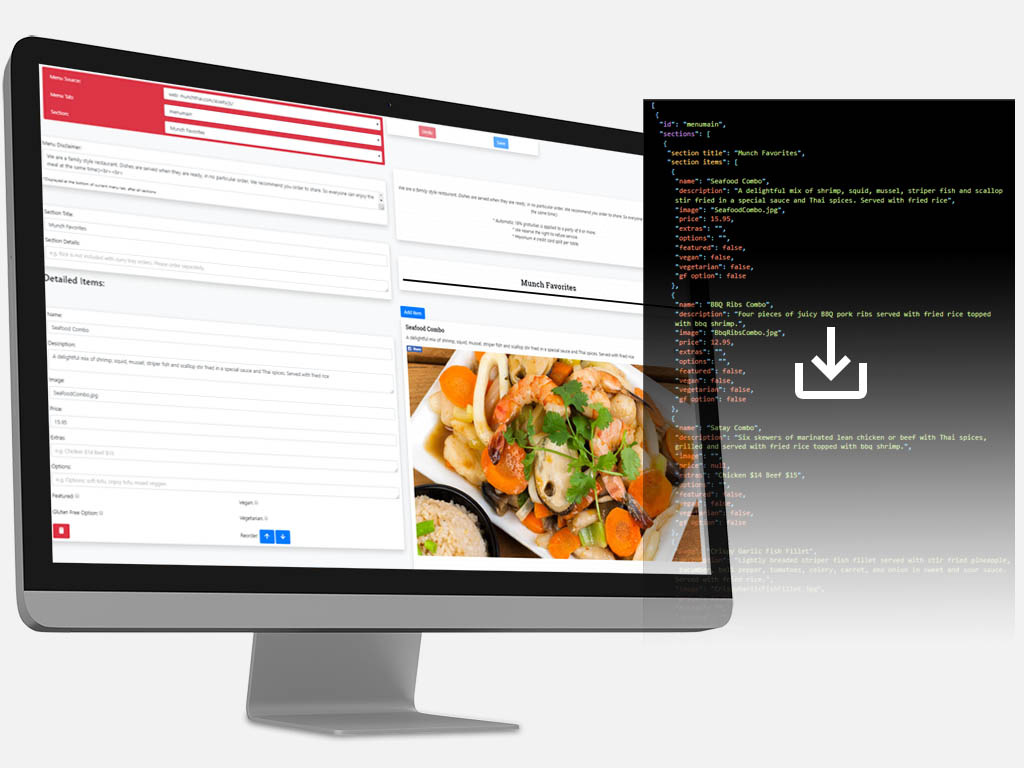 Menu Source:
web: munchthai.com/eats/js/
Menu Tab:
menumain
Section:
Munch Favorites
Menu Disclaimer:
We are a family style restaurant. Dishes are served when they are ready, in no particular order. We recommend you order to share. So everyone can enjoy the
meal at the same time(<br/> <br/>
*Displayed at the bottom of current menu tab, after all sections
Section Title:
Munch Favorites
Section Details:
e.g. Rice is not included with curry tray orders. Please order separately.
Detailed Items:
Name:
Seafood Combo
Description:
A delightful mix of shrimp, squid, mussel, striper fish and scallop stir fried in a special sauce and Thai spices. Served with fried rice
Image:
SeafoodCombo.jpg
Price:
15.95
Extras:
e.g. Chicken $14 Beef $15
Options:
e.g. Options: soft tofu, crispy tofu, mixed veggies
Featured:
Vegan:
Gluten Free Option:
Vegetarian:
Reorder:
Save
We are a family style restaurant. Dishes are served when they are ready, in no particular order. We recommend you order to share. So everyone
the same time)
* Automatic 18% gratuities is applied to a party of 6 or more.
* We reserve the right to refuse service.
* Maximum 4 credit card split per table.
Munch Favorites
Add Item
Seafood Combo
A delightful mix of shrimp, squid, mussel, striper fish and scallop stir fried in a special sauce and Thai spices. Served with fried rice
[
{
"id": "menumain",
"sections": [
{
"section title": "Munch Favorites",
"section items": [
{
"name": "Seafood Combo",
"description": "A delightful mix of shrimp, squid, mussel, striper fish and scallop
stir fried in a special sauce and Thai spices. Served with fried rice",
"image": "SeafoodCombo.jpg",
"price": 15.95,
"extras": "",
"options": "",
"featured": false,
"vegan": false,
"vegetarian": false,
"gf option": false
},
{
"name": "BBQ Ribs Combo",
"description": "Four pieces of juicy BBQ pork ribs served with fried rice topped
with bbq shrimp.",
"image": "BbqRibsCombo.jpg",
"price": 12.95,
"extras": "",
"options": "",
"featured": false,
"vegan": false,
"vegetarian": false,
"gf option": false
},
{
"name": "Satay Combo",
"description": "Six skewers of marinated lean chicken or beef with Thai spices,
grilled and served with fried rice topped with bbq shrimp.",
"image": "",
"price": null,
"extras": "Chicken $14 Beef $15",
"options": "",
"featured": false,
"vegan": false,
"vegetarian": false,
"gf option": false
},
"name": "Crispy Garlic Fish Fillet",
"description": "Lightly breaded striper fish fillet served with stir fried pineapple,
cucumber, bell pepper, tomatoes, celery, carrot, and onion in sweet and sour sauce.
Served with fried rice.",
"image": "CrispyGarlicFishFillet.jpg",